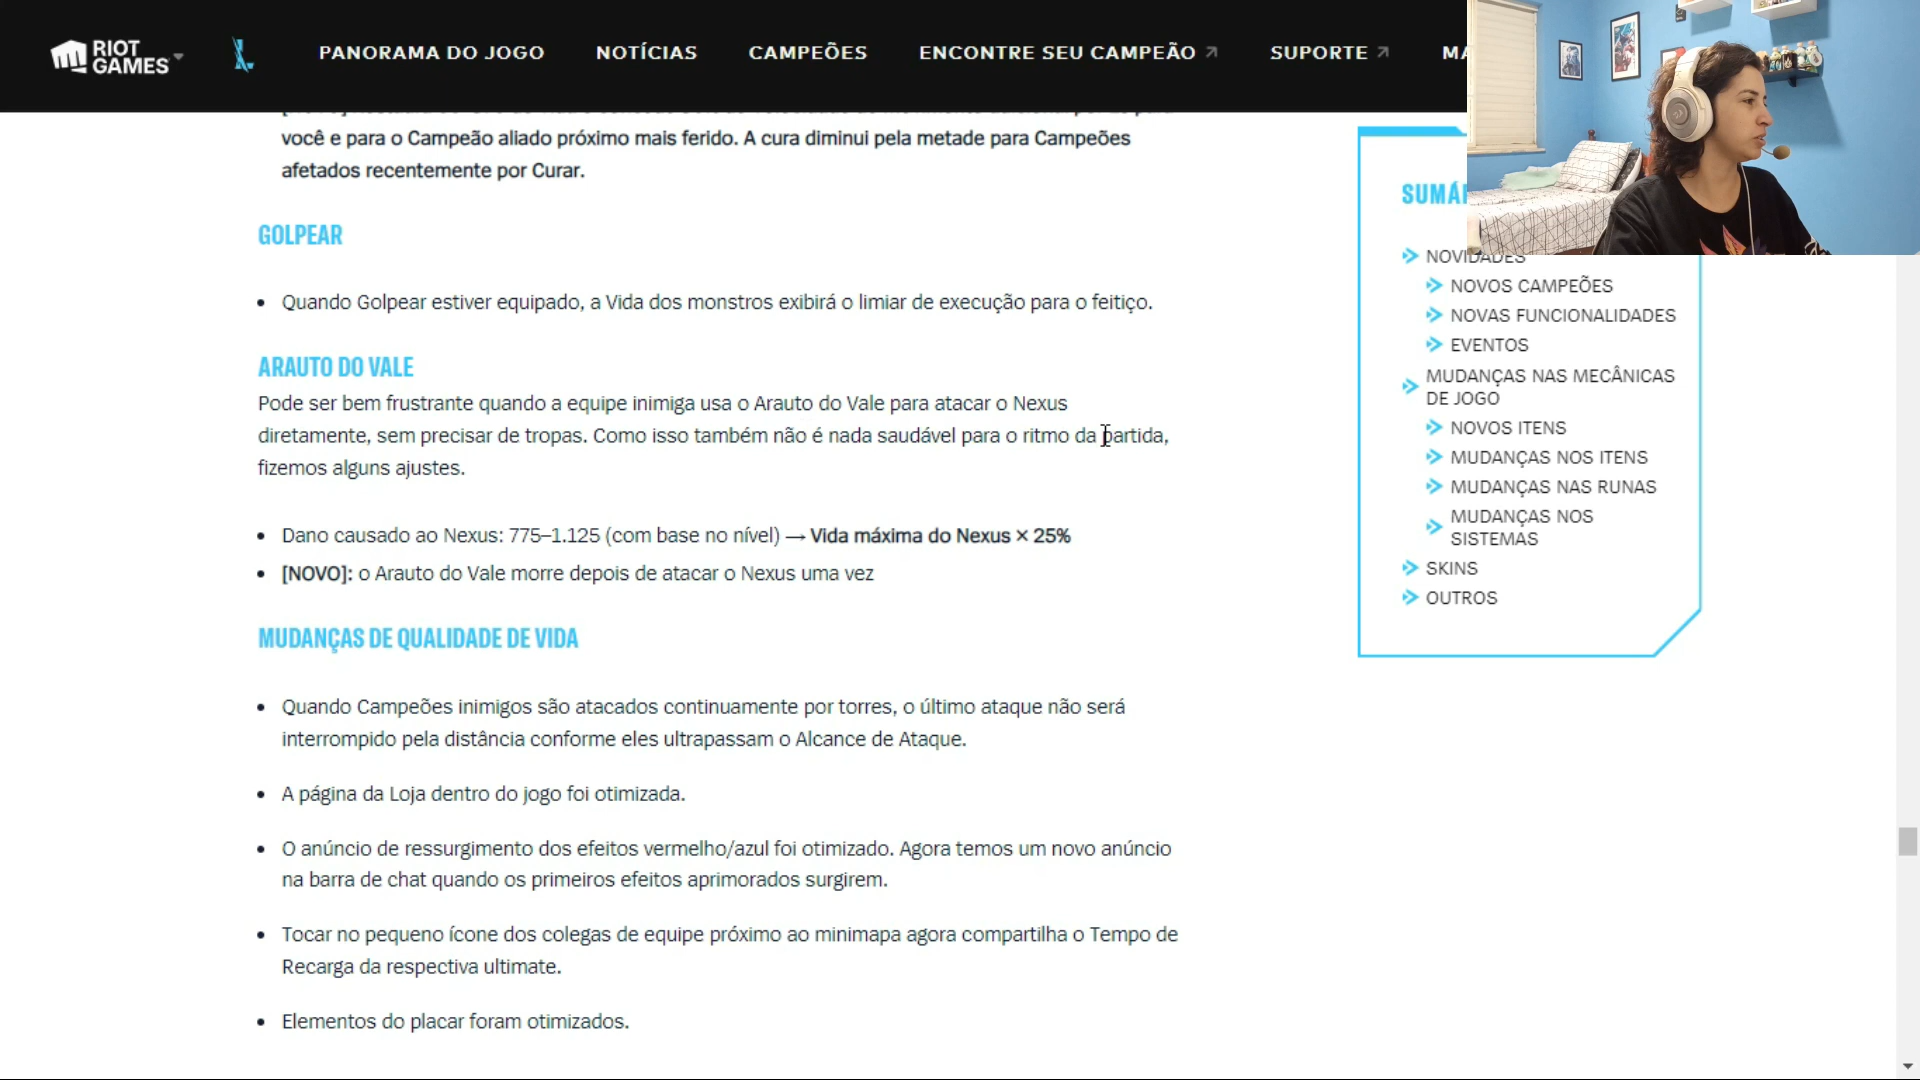 RIOT
GAMES
PANORAMA DO JOGO
NOTÍCIAS
CAMPEÕES
ENCONTRE SEU CAMPEÃO
SUPORTE
você e para o Campeão aliado próximo mais ferido. A cura diminui pela metade para Campeões
afetados recentemente por Curar.
GOLPEAR
• Quando Golpear estiver equipado, a Vida dos monstros exibirá o limiar de execução para o feitiço.
ARAUTO DO VALE
Pode ser bem frustrante quando a equipe inimiga usa o Arauto do Vale para atacar o Nexus
diretamente, sem precisar de tropas. Como isso também não é nada saudável para o ritmo da partida,
fizemos alguns ajustes.
• Dano causado ao Nexus: 775–1.125 (com base no nível) → Vida máxima do Nexus × 25%
• [NOVO]: o Arauto do Vale morre depois de atacar o Nexus uma vez
MUDANÇAS DE QUALIDADE DE VIDA
• Quando Campeões inimigos são atacados continuamente por torres, o último ataque não será
interrompido pela distância conforme eles ultrapassam o Alcance de Ataque.
• A página da Loja dentro do jogo foi otimizada.
• O anúncio de ressurgimento dos efeitos vermelho/azul foi otimizado. Agora temos um novo anúncio
na barra de chat quando os primeiros efeitos aprimorados surgirem.
• Tocar no pequeno ícone dos colegas de equipe próximo ao minimapa agora compartilha o Tempo de
Recarga da respectiva ultimate.
• Elementos do placar foram otimizados.
SUMÁ
NOVIDADES
NOVOS CAMPEÕES
NOVAS FUNCIONALIDADES
EVENTOS
MUDANÇAS NAS MECÂNICAS
DE JOGO
NOVOS ITENS
MUDANÇAS NOS ITENS
MUDANÇAS NAS RUNAS
MUDANÇAS NOS
SISTEMAS
SKINS
OUTROS